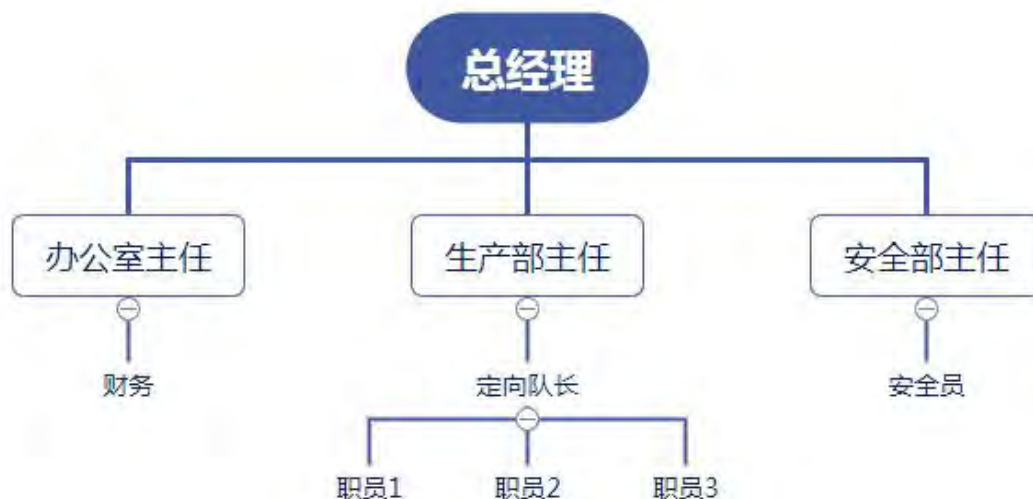 总经理
办公室主任
生产部主任
安全部主任
财务
定向队长
安全员
职员1
职员2
职员3